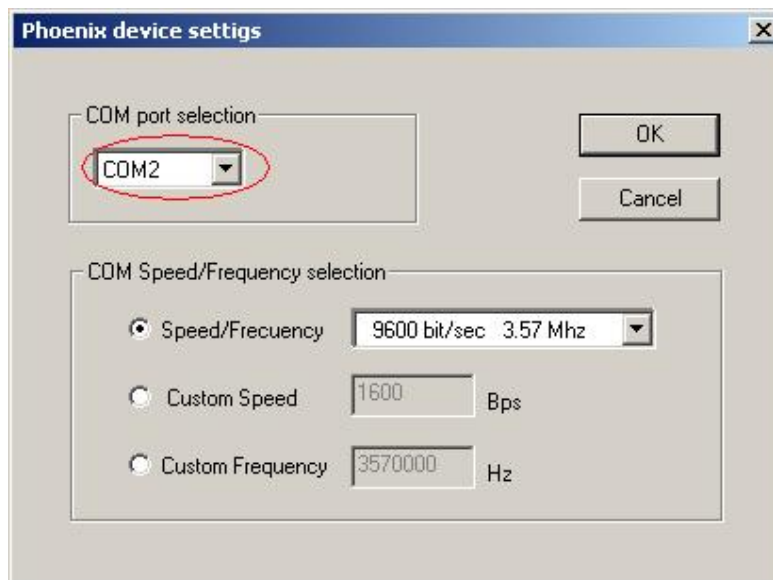 Phoenix device settigs
COM port selection
COM2
OK
Cancel
COM Speed/Frequency selection
Speed/Frecuency
9600 bit/sec 3.57 Mhz
Custom Speed
1600
Bps
Custom Frequency
3570000
Hz